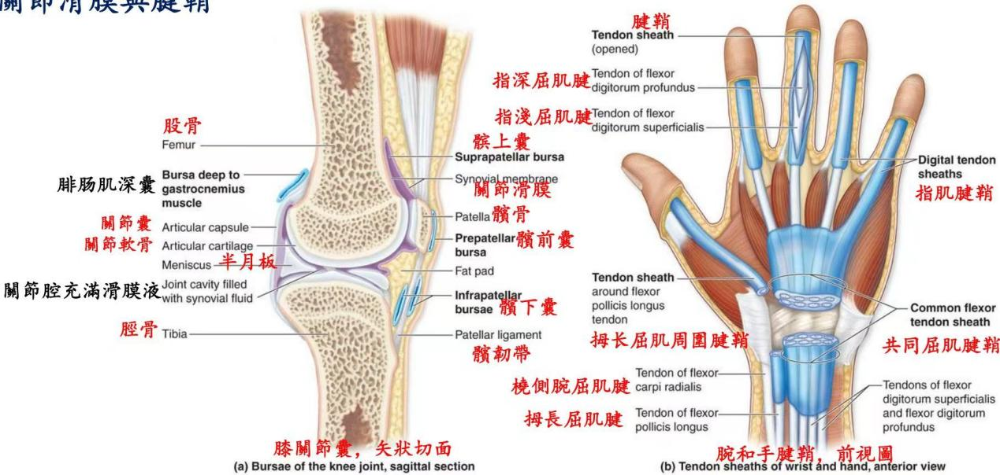 關節滑膜與腱鞘
股骨
Femur
腓肠肌深囊
Bursa deep to
gastrocnemius
muscle
關節囊
Articular capsule
關節軟骨
Articular cartilage
Meniscus 半月板
關節腔充滿滑膜液
Joint cavity filled
with synovial fluid
脛骨
Tibia
髌上囊
Suprapatellar bursa
Synovial membrane
關節滑膜
Patella 髕骨
Prepatellar
bursa
髕前囊
Fat pad
Infrapatellar
bursae
髕下囊
Patellar ligament
髕韌帶
膝關節囊，矢狀切面
(a) Bursae of the knee joint, sagittal section
腱鞘
Tendon sheath
(opened)
指深屈肌腱
Tendon of flexor
digitorum profundus
指淺屈肌腱
Tendon of flexor
digitorum superficialis
Digital tendon
sheaths
指肌腱鞘
Tendon sheath
around flexor
pollicis longus
tendon
拇长屈肌周圍腱鞘
Common flexor
tendon sheath
共同屈肌腱鞘
橈側腕屈肌腱
Tendon of flexor
carpi radialis
拇長屈肌腱
Tendon of flexor
pollicis longus
Tendons of flexor
digitorum superficialis
and flexor digitorum
profundus
腕和手腱鞘，前視圖
(b) Tendon sheaths of wrist and hand, anterior view